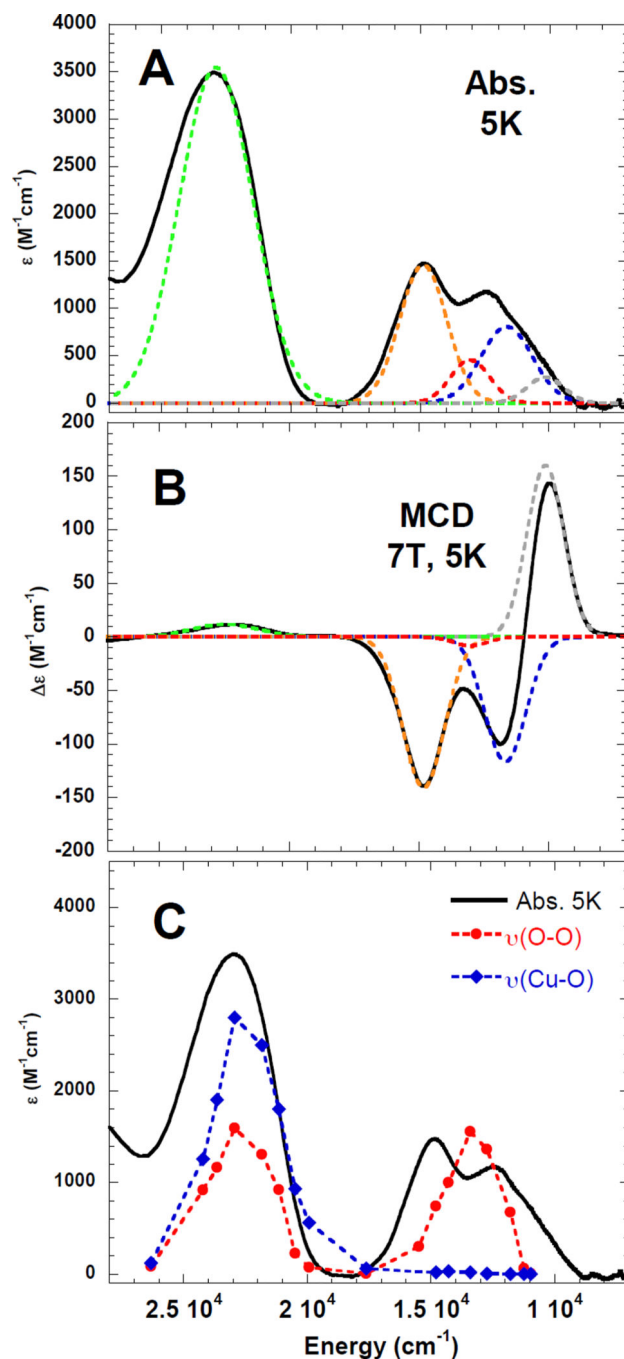 4000
3500
3000
2500
2000
1500
1000
500
0
ε (M⁻¹cm⁻¹)
A
Abs.
5K
200
150
100
50
0
-50
-100
-150
-200
Δε (M⁻¹cm⁻¹)
B
MCD
7T, 5K
4000
3000
2000
1000
0
ε (M⁻¹cm⁻¹)
C
Abs. 5K
υ(O-O)
υ(Cu-O)
2.5 10⁴ 2 10⁴ 1.5 10⁴ 1 10⁴
Energy (cm⁻¹)